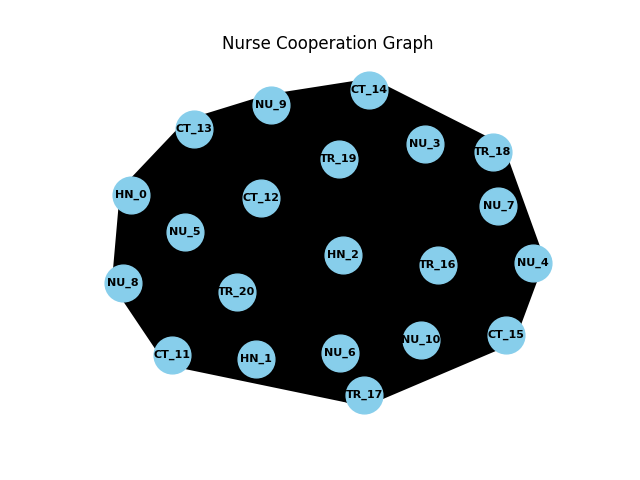 Nurse Cooperation Graph
CT_14
NU_9
CT_13
NU_3
TR_18
TR_19
HN_0
CT_12
NU_7
NU_5
HN_2
NU_4
TR_16
NU_8
TR_20
CT_15
NU_10
NU_6
CT_11
HN_1
TR_17